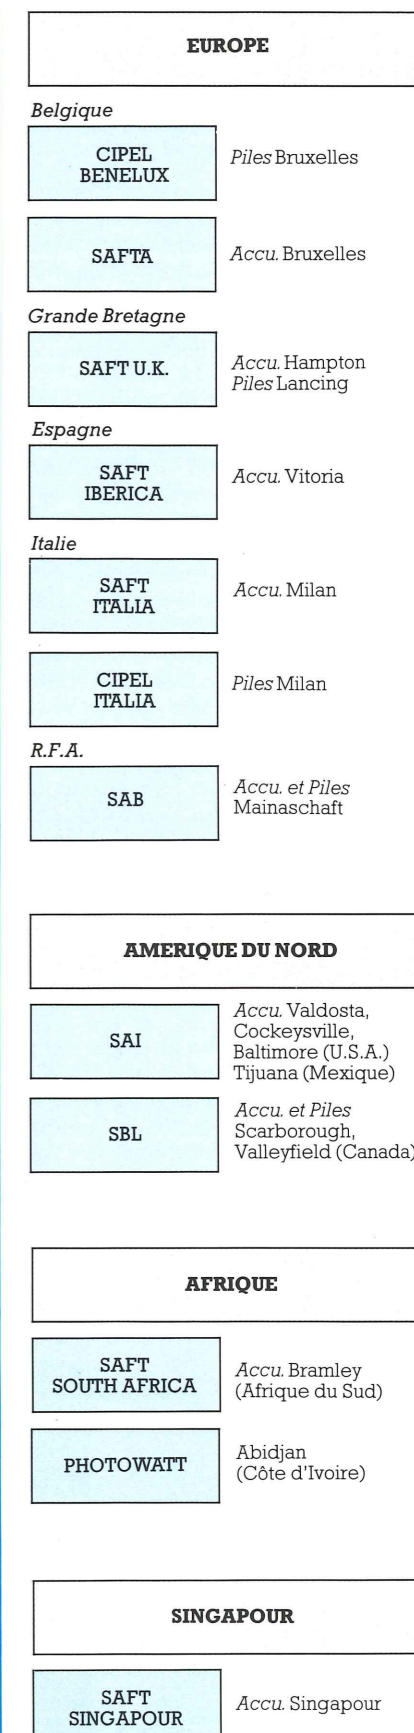 EUROPE
Belgique
CIPEL
BENELUX
Piles Bruxelles
SAFTA
Accu. Bruxelles
Grande Bretagne
SAFT U.K.
Accu. Hampton
Piles Lancing
Espagne
SAFT
IBERICA
Accu. Vitoria
Italie
SAFT
ITALIA
Accu. Milan
CIPEL
ITALIA
Piles Milan
R.F.A.
SAB
Accu. et Piles
Mainaschaft
AMERIQUE DU NORD
SAI
Accu. Valdosta,
Cockeysville,
Baltimore (U.S.A.)
Tijuana (Mexique)
SBL
Accu. et Piles
Scarborough,
Valleyfield (Canada)
AFRIQUE
SAFT
SOUTH AFRICA
Accu. Bramley
(Afrique du Sud)
PHOTOWATT
Abidjan
(Côte d'Ivoire)
SINGAPOUR
SAFT
SINGAPOUR
Accu. Singapour